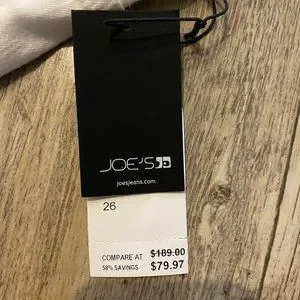 JOE'S
joesjeans.com
26
COMPARE AT $189.00
58% SAVINGS $79.97